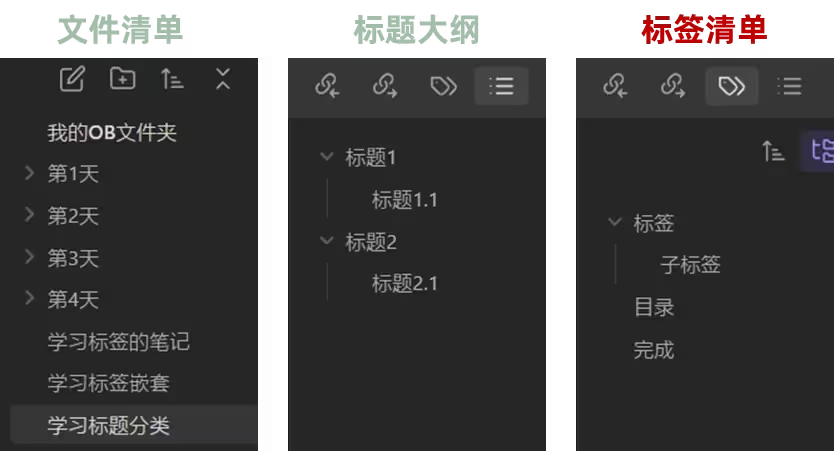 文件清单
我的OB文件夹
第1天
第2天
第3天
第4天
学习标签的笔记
学习标签嵌套
学习标题分类
标题大纲
标题1
标题1.1
标题2
标题2.1
标签清单
标签
子标签
目录
完成